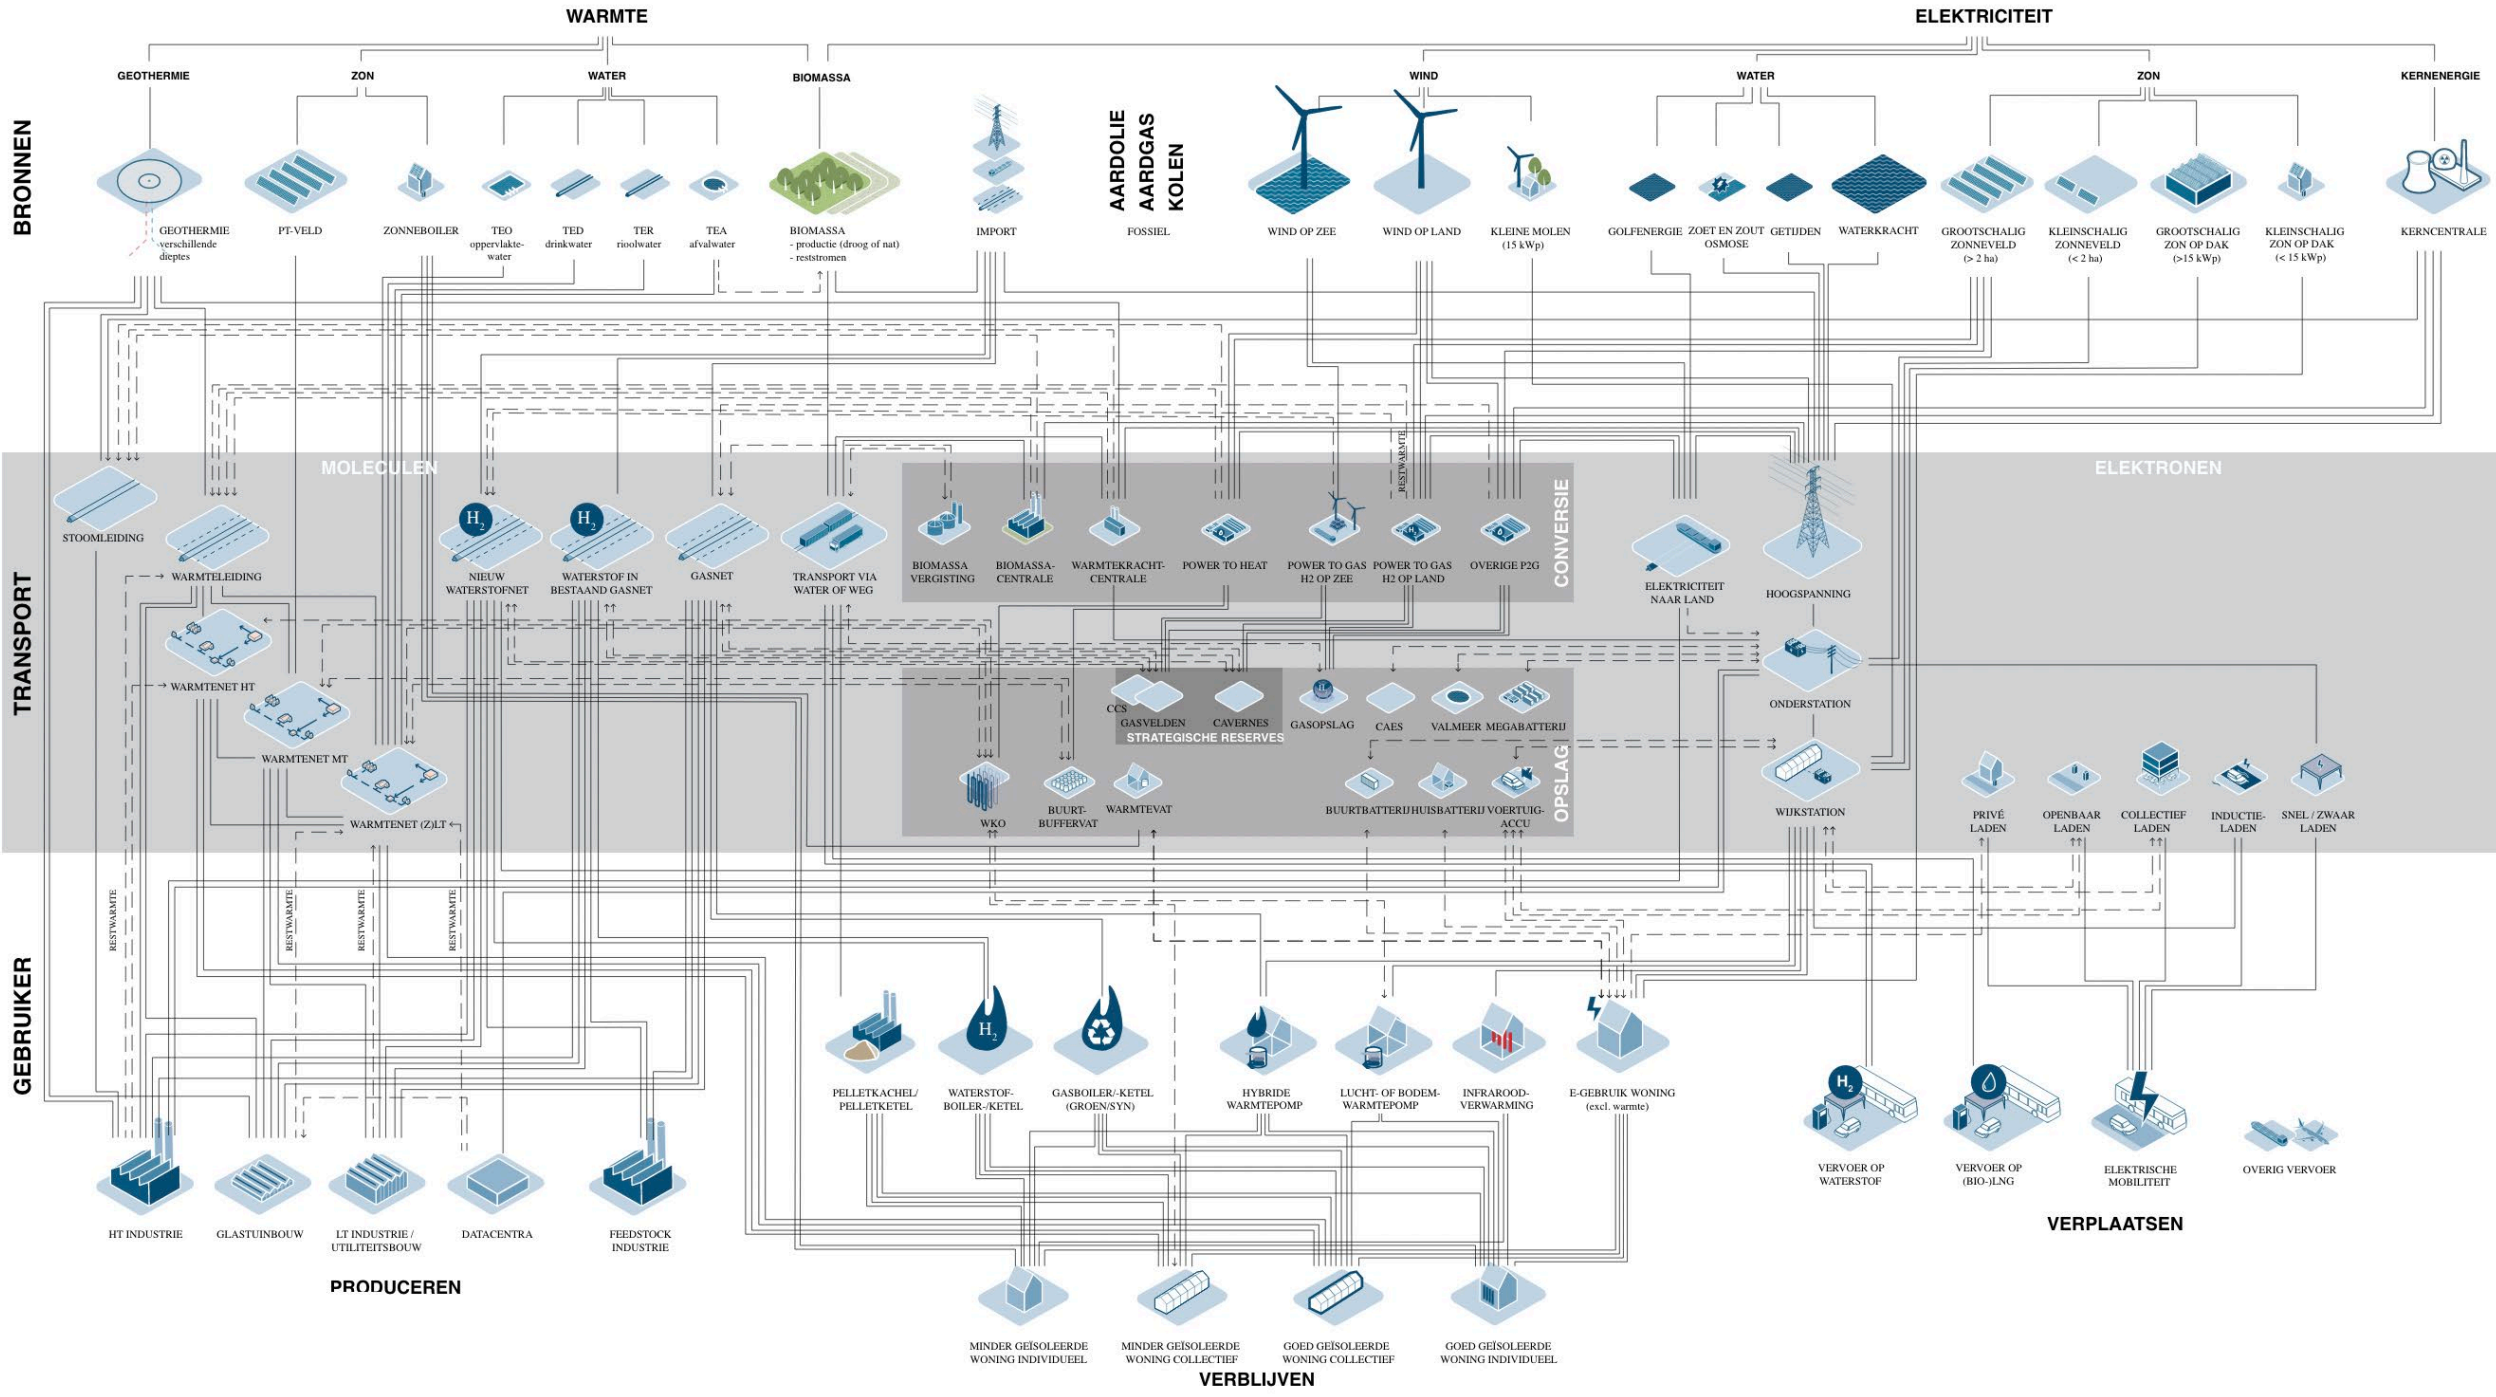 WARMTE
ELEKTRICITEIT
GEOTHERMIE
ZON
WATER
BIOMASSA
WIND
WATER
ZON
KERNENERGIE
BRONNEN
AARDOLIE
AARDGAS
KOLEN
GEOTHERMIE
verschillende
dieptes
PT-VELD
ZONNEBOILER
TEO
oppervlakte-
water
TED
drinkwater
TER
rioolwater
TEA
afvalwater
BIOMASSA
- productie (droog of nat)
- reststromen
IMPORT
FOSSIEL
WIND OP ZEE
WIND OP LAND
KLEINE MOLEN
(15 kWp)
GOLFENERGIE
ZOET EN ZOUT
OSMOSE
GETIJDEN
WATERKRACHT
GROOTSCHALIG
ZONNEVELD
(> 2 ha)
KLEINSCHALIG
ZONNEVELD
(< 2 ha)
GROOTSCHALIG
ZON OP DAK
(>15 kWp)
KLEINSCHALIG
ZON OP DAK
(< 15 kWp)
KERNCENTRALE
TRANSPORT
MOLECULEN
RESTWARMTE
ELEKTRONEN
STOOMLEIDING
WARMTELEIDING
H2
NIEUW
WATERSTOFNET
H2
WATERSTOF IN
BESTAAND GASNET
GASNET
TRANSPORT VIA
WATER OF WEG
BIOMASSA
VERGISTING
BIOMASSA-
CENTRALE
WARMTEKRACHT-
CENTRALE
POWER TO HEAT
POWER TO GAS
H2 OP ZEE
POWER TO GAS
H2 OP LAND
OVERIGE P2G
CONVERSIE
ELEKTRICITEIT
NAAR LAND
HOOGSPANNING
WARMTENET HT
WARMTENET MT
WARMTENET (Z)LT
CCS
GASVELDEN
CAVERNES
STRATEGISCHE RESERVES
GASOPSLAG
CAES
VALMEER
MEGABATTERIJ
ONDERSTATION
WKO
BUURT-
BUFFERVAT
WARMTEVAT
BUURTBATTERIJ
HUISBATTERIJ
VOERTUIG-
ACCU
OPSLAG
WIJKSTATION
PRIVÉ
LADEN
OPENBAAR
LADEN
COLLECTIEF
LADEN
INDUCTIE-
LADEN
SNEL / ZWAAR
LADEN
GEBRUIKER
RESTWARMTE
RESTWARMTE
RESTWARMTE
RESTWARMTE
PELLETKACHEL/
PELLETKETEL
H2
WATERSTOF-
BOILER-/KETEL
GASBOILER/-KETEL
(GROEN/SYN)
HYBRIDE
WARMTEPOMP
LUCHT- OF BODEM-
WARMTEPOMP
INFRAROOD-
VERWARMING
E-GEBRUIK WONING
(excl. warmte)
H2
VERVOER OP
WATERSTOF
VERVOER OP
(BIO-)LNG
ELEKTRISCHE
MOBILITEIT
OVERIG VERVOER
VERPLAATSEN
HT INDUSTRIE
GLASTUINBOUW
LT INDUSTRIE /
UTILITEITSBOUW
DATACENTRA
FEEDSTOCK
INDUSTRIE
PRODUCEREN
MINDER GEÏSOLEERDE
WONING INDIVIDUEEL
MINDER GEÏSOLEERDE
WONING COLLECTIEF
GOED GEÏSOLEERDE
WONING COLLECTIEF
GOED GEÏSOLEERDE
WONING INDIVIDUEEL
VERBLIJVEN